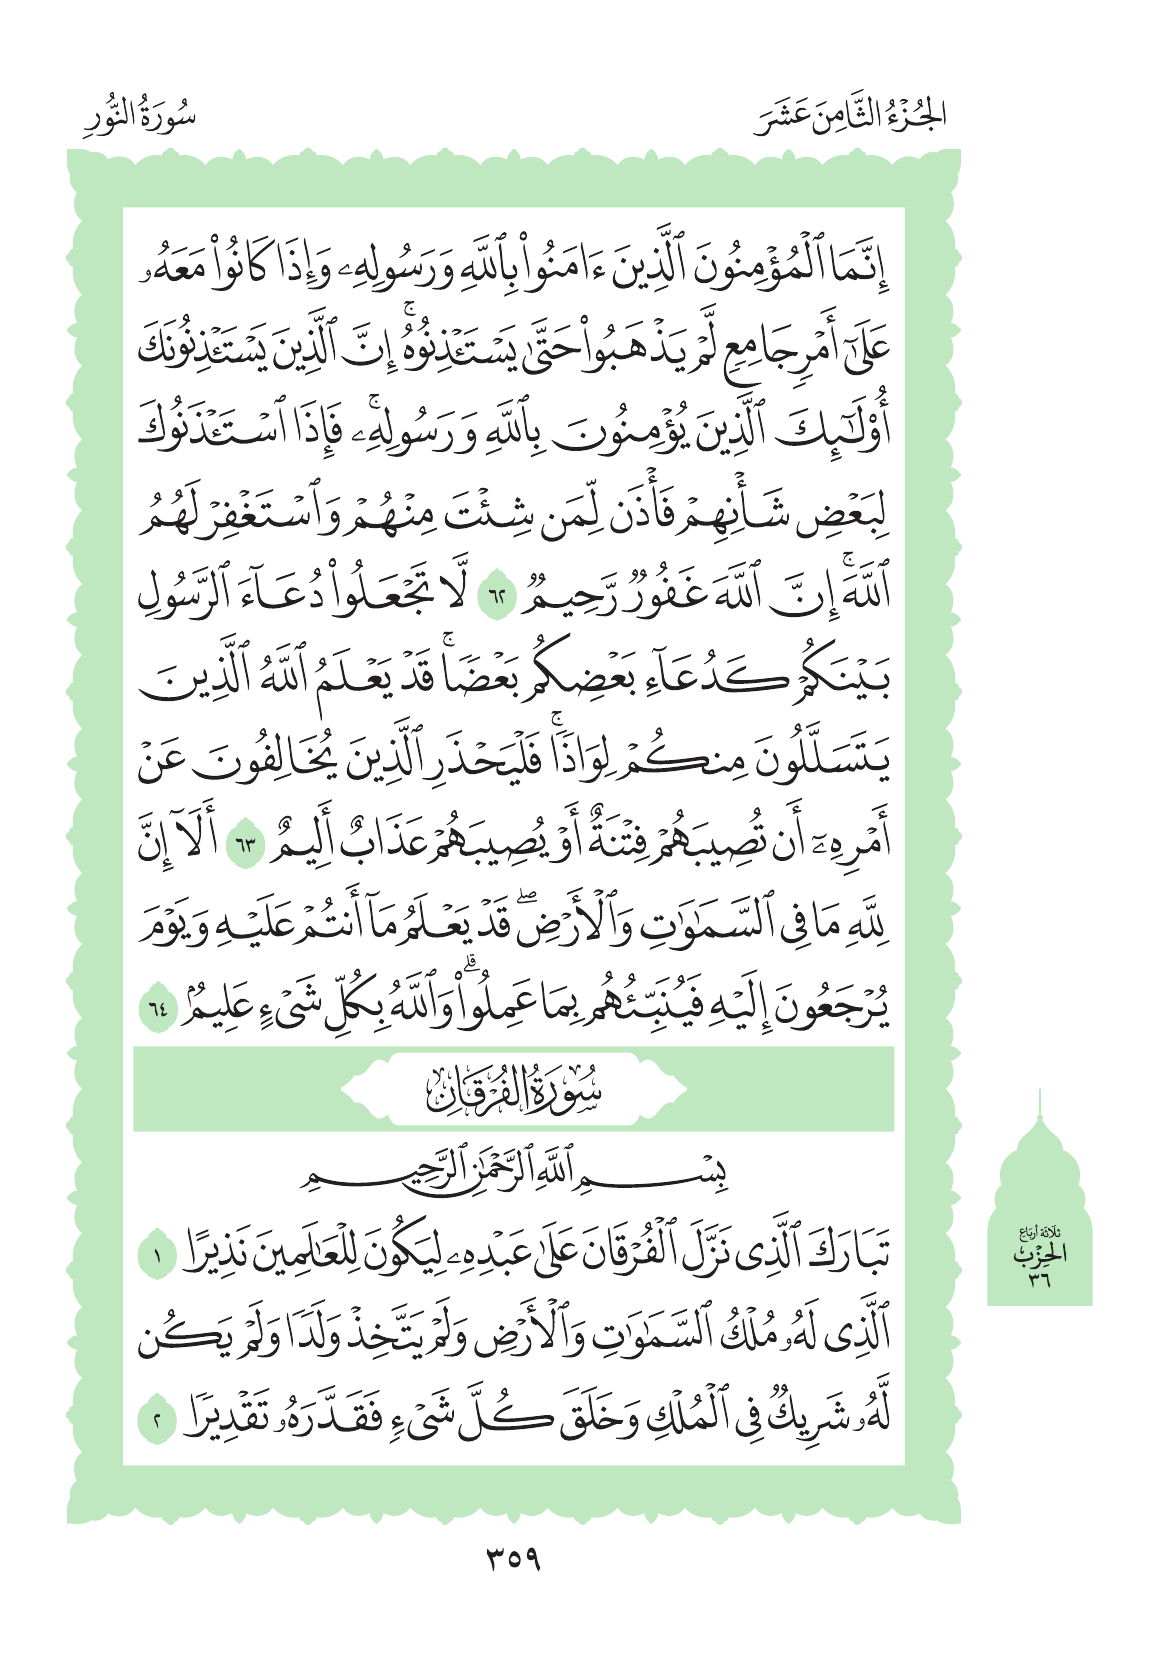 الجُزْءُ الثَّامِنَ عَشَرَ
سُورَةُ النُّورِ
إِنَّمَا ٱلْمُؤْمِنُونَ ٱلَّذِينَ ءَامَنُوا۟ بِٱللَّهِ وَرَسُولِهِۦ وَإِذَا كَانُوا۟ مَعَهُۥ
عَلَىٰٓ أَمْرٍ جَامِعٍ لَّمْ يَذْهَبُوا۟ حَتَّىٰ يَسْتَـْٔذِنُوهُ ۚ إِنَّ ٱلَّذِينَ يَسْتَـْٔذِنُونَكَ
أُو۟لَـٰٓئِكَ ٱلَّذِينَ يُؤْمِنُونَ بِٱللَّهِ وَرَسُولِهِۦ ۚ فَإِذَا ٱسْتَـْٔذَنُوكَ
لِبَعْضِ شَأْنِهِمْ فَأْذَن لِّمَن شِئْتَ مِنْهُمْ وَٱسْتَغْفِرْ لَهُمُ
ٱللَّهَ ۚ إِنَّ ٱللَّهَ غَفُورٌ رَّحِيمٌ ٦٢ لَّا تَجْعَلُوا۟ دُعَآءَ ٱلرَّسُولِ
بَيْنَكُمْ كَدُعَآءِ بَعْضِكُم بَعْضًا ۚ قَدْ يَعْلَمُ ٱللَّهُ ٱلَّذِينَ
يَتَسَلَّلُونَ مِنكُمْ لِوَاذًا ۚ فَلْيَحْذَرِ ٱلَّذِينَ يُخَالِفُونَ عَنْ
أَمْرِهِۦٓ أَن تُصِيبَهُمْ فِتْنَةٌ أَوْ يُصِيبَهُمْ عَذَابٌ أَلِيمٌ ٦٣ أَلَآ إِنَّ
لِلَّهِ مَا فِى ٱلسَّمَـٰوَٰتِ وَٱلْأَرْضِ ۖ قَدْ يَعْلَمُ مَآ أَنتُمْ عَلَيْهِ وَيَوْمَ
يُرْجَعُونَ إِلَيْهِ فَيُنَبِّئُهُم بِمَا عَمِلُوا۟ ۗ وَٱللَّهُ بِكُلِّ شَىْءٍ عَلِيمٌۢ ٦٤
سُورَةُ الفُرْقَانِ
بِسْمِ ٱللَّهِ ٱلرَّحْمَـٰنِ ٱلرَّحِيمِ
تَبَارَكَ ٱلَّذِى نَزَّلَ ٱلْفُرْقَانَ عَلَىٰ عَبْدِهِۦ لِيَكُونَ لِلْعَـٰلَمِينَ نَذِيرًا ١
ٱلَّذِى لَهُۥ مُلْكُ ٱلسَّمَـٰوَٰتِ وَٱلْأَرْضِ وَلَمْ يَتَّخِذْ وَلَدًا وَلَمْ يَكُن
لَّهُۥ شَرِيكٌ فِى ٱلْمُلْكِ وَخَلَقَ كُلَّ شَىْءٍ فَقَدَّرَهُۥ تَقْدِيرًا ٢
ثلاثة أرباع
الحِزْب
٣٦
٣٥٩